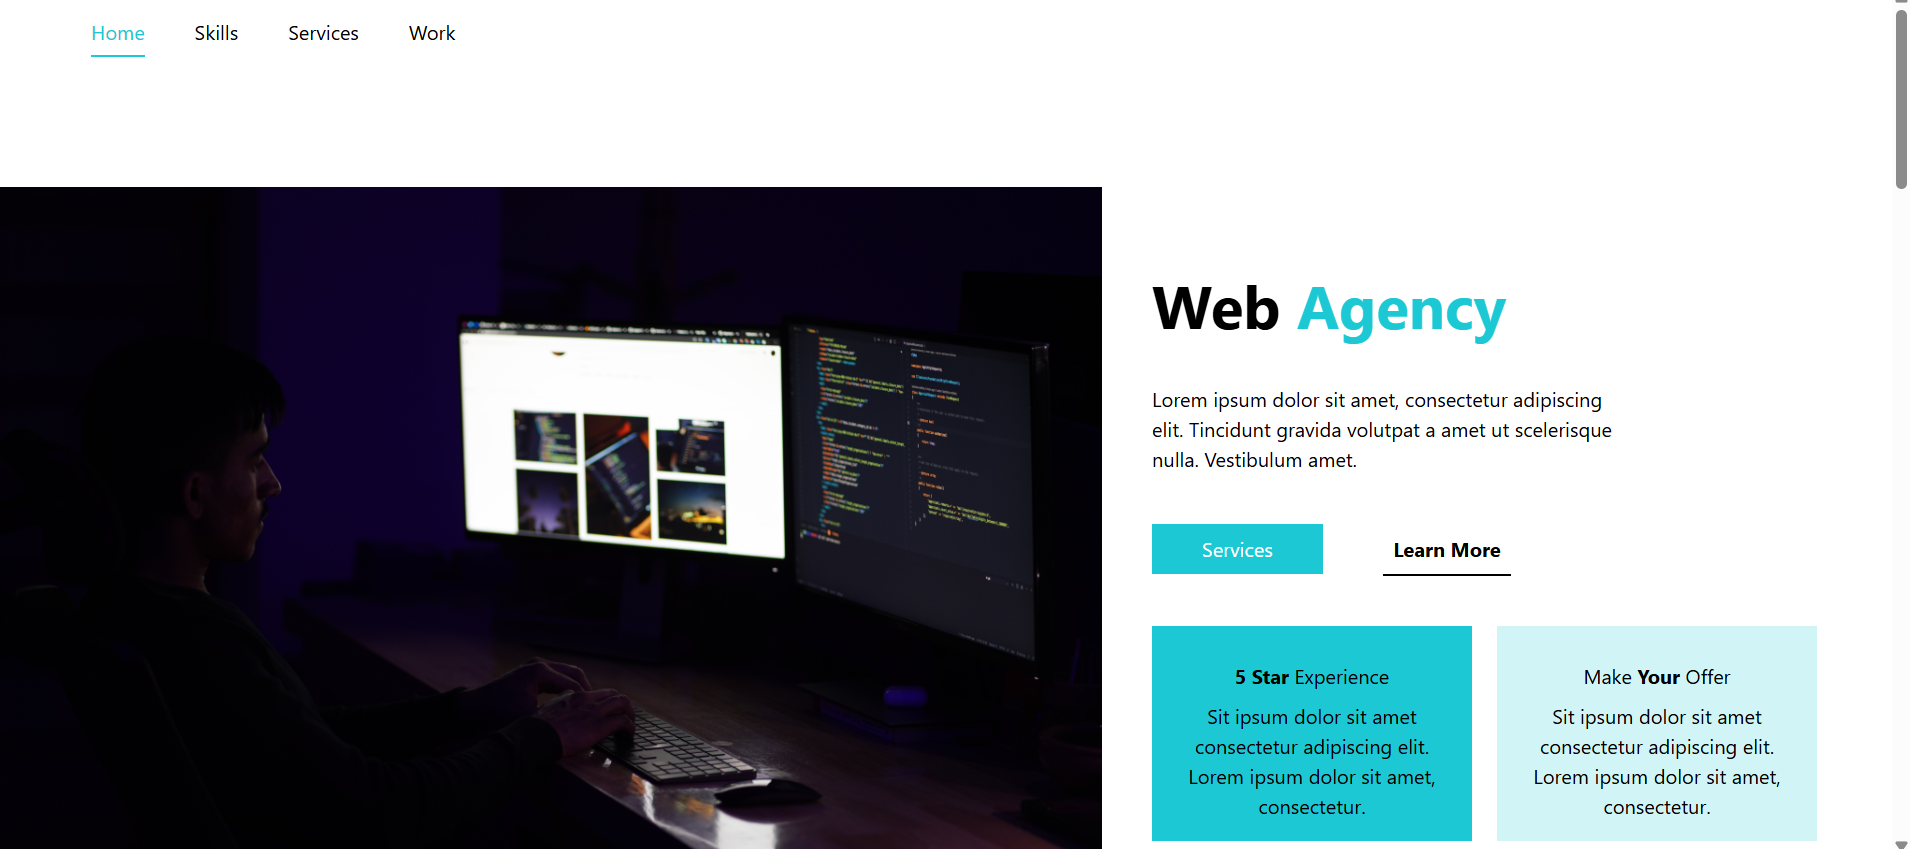 Home Skills Services Work
Web Agency
Lorem ipsum dolor sit amet, consectetur adipiscing
elit. Tincidunt gravida volutpat a amet ut scelerisque
nulla. Vestibulum amet.
Services Learn More
5 Star Experience
Sit ipsum dolor sit amet
consectetur adipiscing elit.
Lorem ipsum dolor sit amet,
consectetur.
Make Your Offer
Sit ipsum dolor sit amet
consectetur adipiscing elit.
Lorem ipsum dolor sit amet,
consectetur.